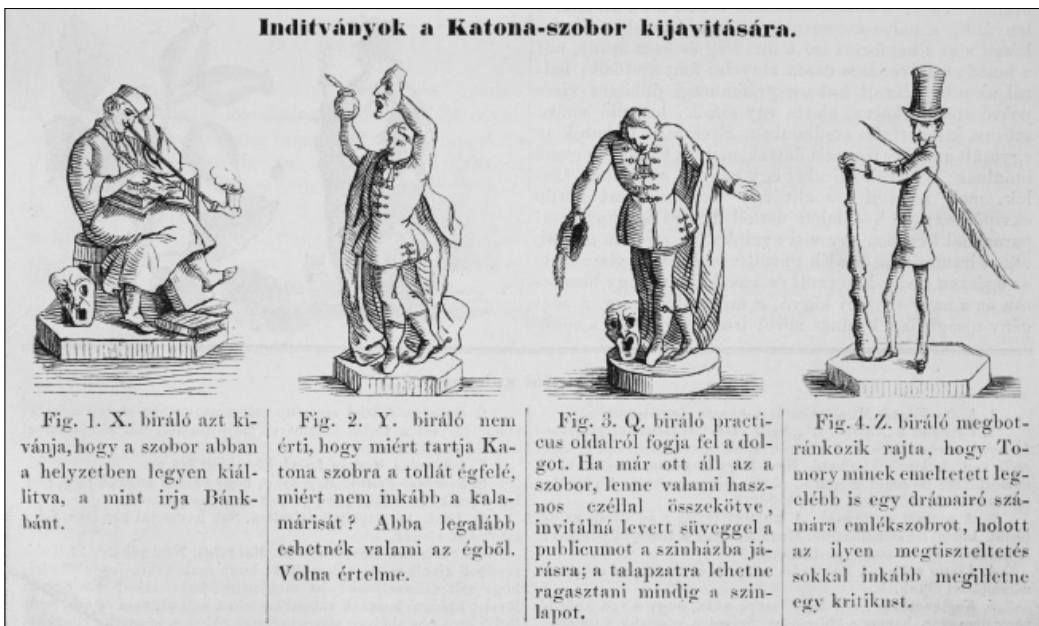 Inditványok a Katona-szobor kijavitására.
Fig. 1. X. biráló azt ki-
vánja, hogy a szobor abban
a helyzetben legyen kiál-
litva, a mint irja Bánk-
bánt.
Fig. 2. Y. biráló nem
érti, hogy miért tartja Ka-
tona szobra a tollát égfelé,
miért nem inkább a kala-
márisát? Abba legalább
eshetnék valami az égből.
Volna értelme.
Fig. 3. Q. biráló practi-
cus oldalról fogja fel a dol-
got. Ha már ott áll az a
szobor, lenne valami hasz-
nos czéllal összekötve,
invitálná levett süveggel a
publicumot a szinházba já-
rásra; a talapzatra lehetne
ragasztani mindig a szin-
lapot.
Fig. 4. Z. biráló megbot-
ránkozik rajta, hogy To-
mory minek emeltetett leg-
elébb is egy drámairó szá-
mára emlékszobrot, holott
az ilyen megtiszteltetés
sokkal inkább megilletne
egy kritikust.